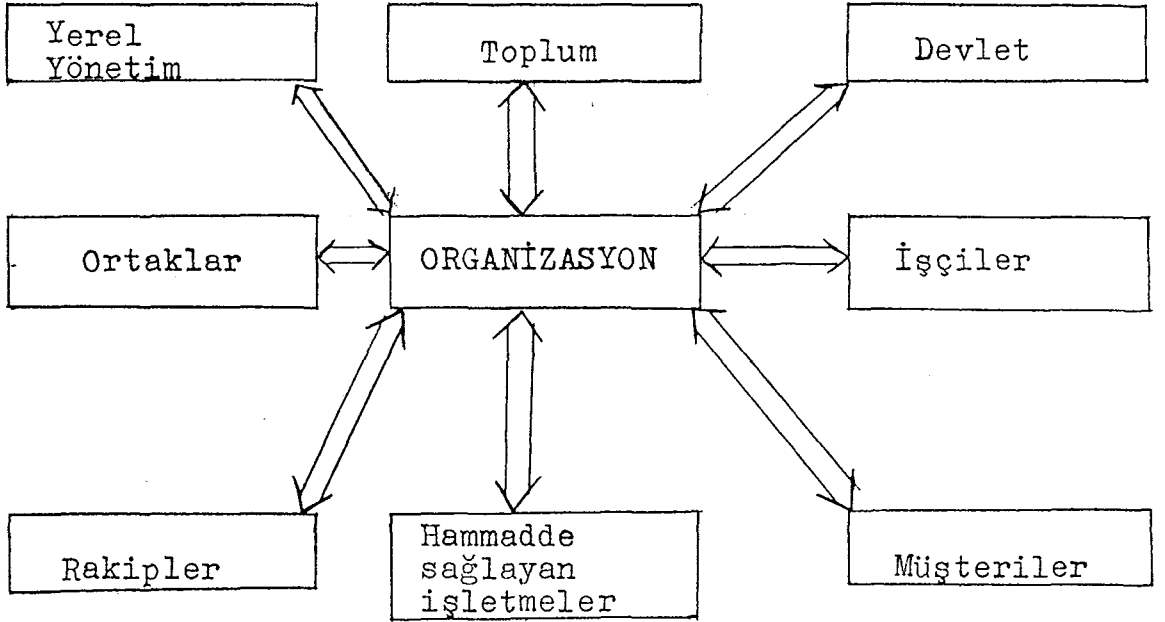 Yerel
Yönetim
Toplum
Devlet
Ortaklar
ORGANİZASYON
İşçiler
Rakipler
Hammadde
sağlayan
işletmeler
Müşteriler